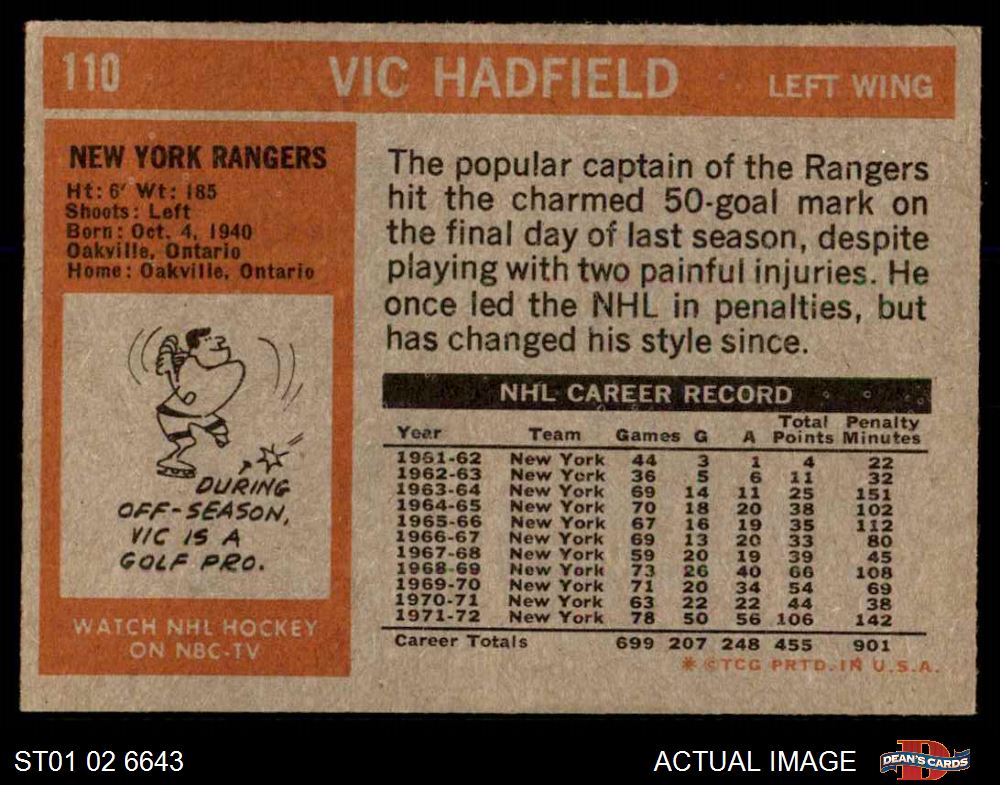 110 VIC HADFIELD LEFT WING
NEW YORK RANGERS
Ht: 6' Wt: 185
Shoots: Left
Born: Oct. 4, 1940
Oakville, Ontario
Home: Oakville, Ontario
DURING
OFF-SEASON,
VIC IS A
GOLF PRO.
WATCH NHL HOCKEY
ON NBC-TV
The popular captain of the Rangers
hit the charmed 50-goal mark on
the final day of last season, despite
playing with two painful injuries. He
once led the NHL in penalties, but
has changed his style since.
NHL CAREER RECORD
Year Team Games G A Total Points Penalty Minutes
1961-62 New York 44 3 1 4 22
1962-63 New York 36 5 6 11 32
1963-64 New York 69 14 11 25 151
1964-65 New York 70 18 20 38 102
1965-66 New York 67 16 19 35 112
1966-67 New York 69 13 20 33 80
1967-68 New York 59 20 19 39 45
1968-69 New York 73 26 40 66 108
1969-70 New York 71 20 34 54 69
1970-71 New York 63 22 22 44 38
1971-72 New York 78 50 56 106 142
Career Totals 699 207 248 455 901
* ©TCG PRTD. IN U.S.A.
ST01 02 6643 ACTUAL IMAGE DEAN'S CARDS